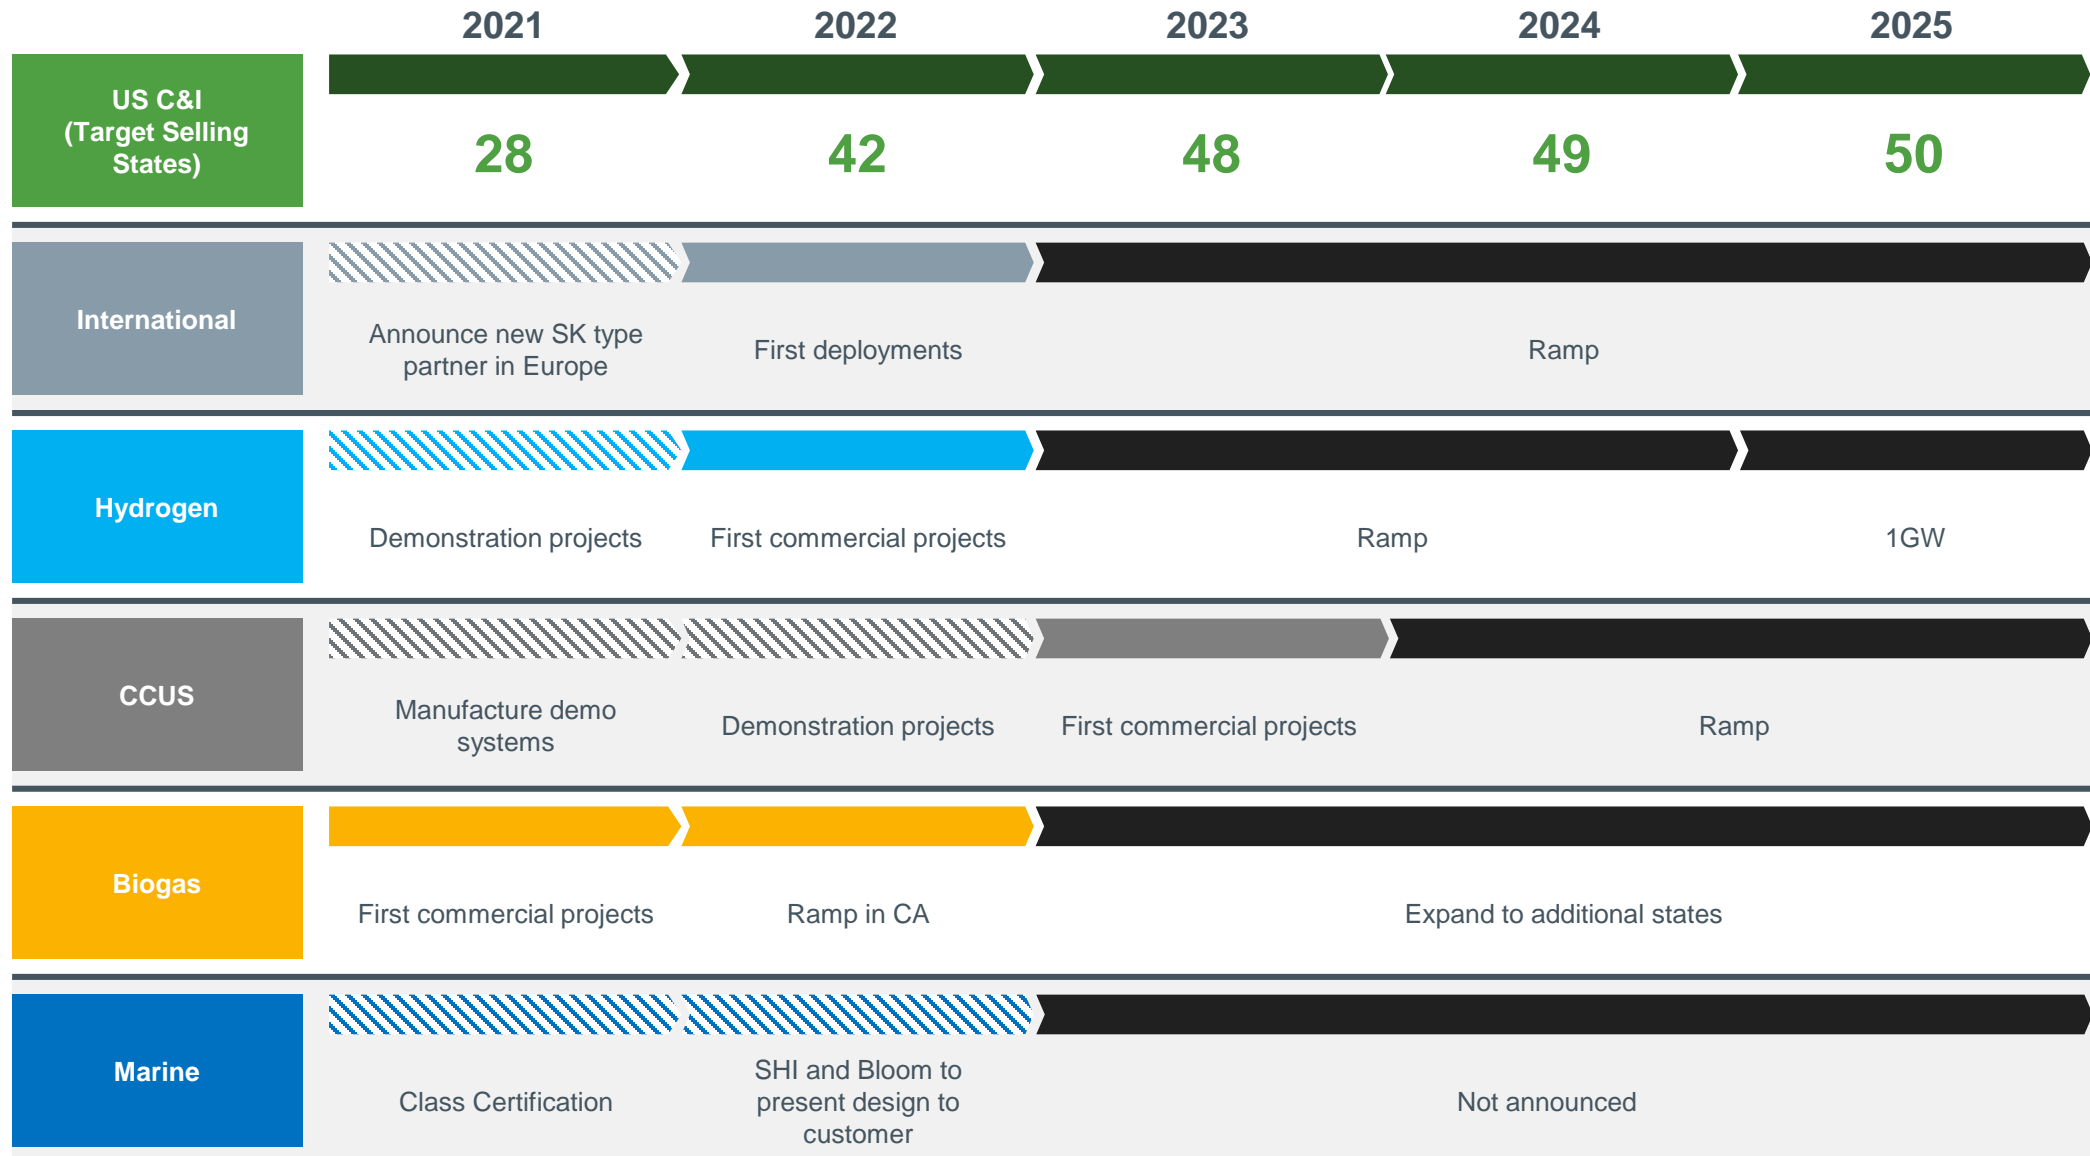 2021 2022 2023 2024 2025
US C&I
(Target Selling
States)
28 42 48 49 50
International
Announce new SK type
partner in Europe
First deployments
Ramp
Hydrogen
Demonstration projects
First commercial projects
Ramp
1GW
CCUS
Manufacture demo
systems
Demonstration projects
First commercial projects
Ramp
Biogas
First commercial projects
Ramp in CA
Expand to additional states
Marine
Class Certification
SHI and Bloom to
present design to
customer
Not announced